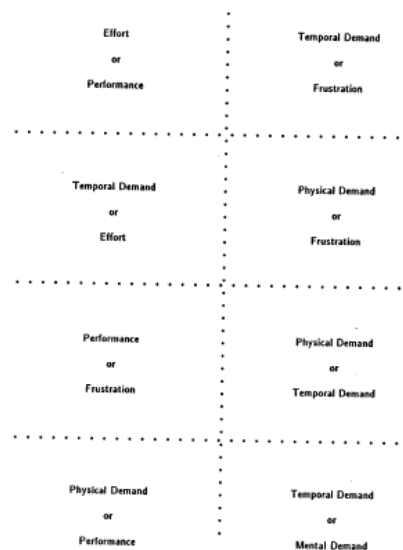 Effort
or
Performance
Temporal Demand
or
Frustration
Temporal Demand
or
Effort
Physical Demand
or
Frustration
Performance
or
Frustration
Physical Demand
or
Temporal Demand
Physical Demand
or
Performance
Temporal Demand
or
Mental Demand